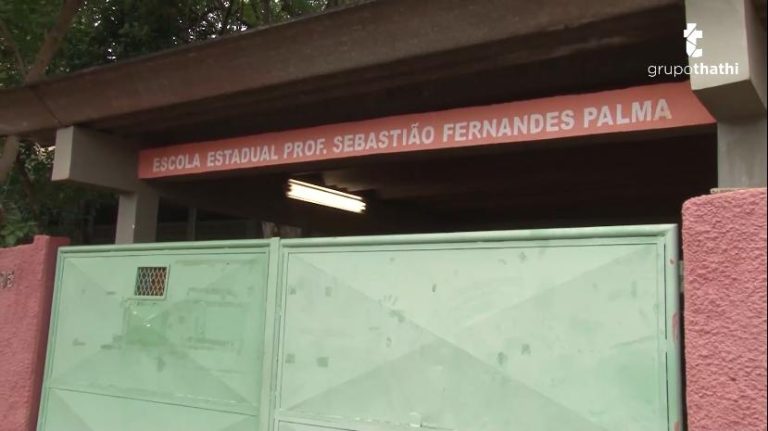 grupothathi
ESCOLA ESTADUAL PROF. SEBASTIÃO FERNANDES PALMA